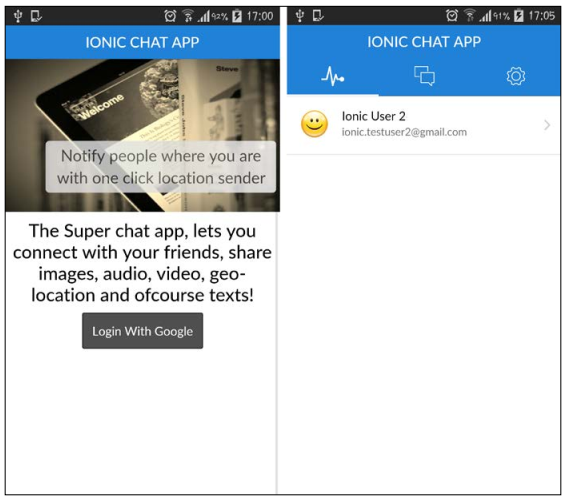 92% 17:00
IONIC CHAT APP
Steve
Welcome
Notify people where you are
with one click location sender
The Super chat app, lets you
connect with your friends, share
images, audio, video, geo-
location and ofcourse texts!
Login With Google
91% 17:05
IONIC CHAT APP
Ionic User 2
ionic.testuser2@gmail.com